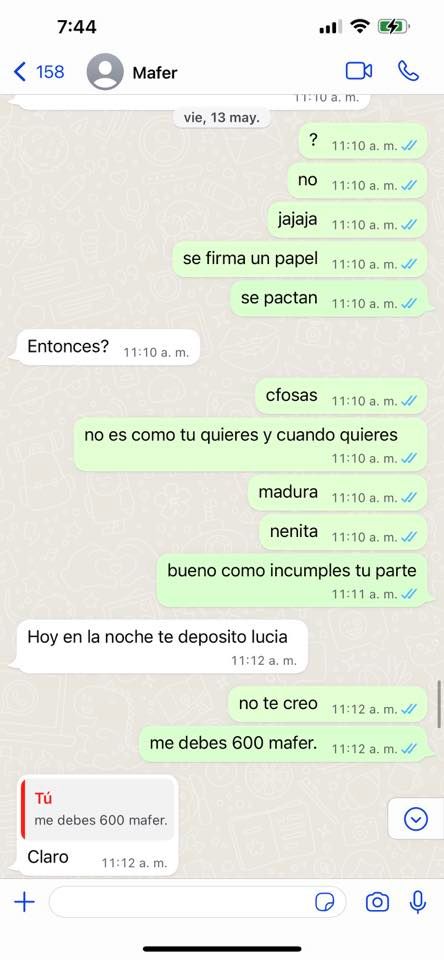 7:44
158
Mafer
11:10 a. m.
vie, 13 may.
? 11:10 a. m.
no 11:10 a. m.
jajaja 11:10 a. m.
se firma un papel 11:10 a. m.
se pactan 11:10 a. m.
Entonces? 11:10 a. m.
cfosas 11:10 a. m.
no es como tu quieres y cuando quieres
11:10 a. m.
madura 11:10 a. m.
nenita 11:10 a. m.
bueno como incumples tu parte
11:11 a. m.
Hoy en la noche te deposito lucia
11:12 a. m.
no te creo 11:12 a. m.
me debes 600 mafer. 11:12 a. m.
Tú
me debes 600 mafer.
Claro 11:12 a. m.